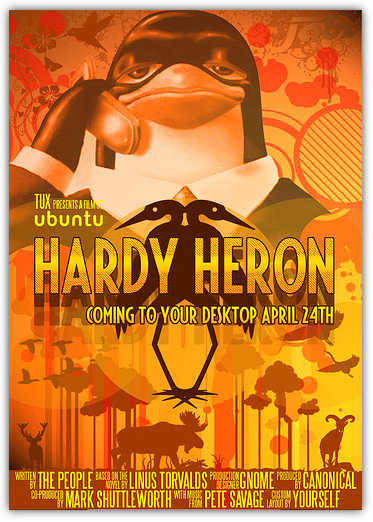 TUX PRESENTS A FILM BY
ubuntu
HARDY HERON
COMING TO YOUR DESKTOP APRIL 24TH
WRITTEN BY THE PEOPLE BASED ON THE NOVEL BY LINUS TORVALDS PRODUCTION DESIGNER GNOME PRODUCED BY CANONICAL
CO-PRODUCED BY MARK SHUTTLEWORTH WITH MUSIC FROM PETE SAVAGE CUSTOM LAYOUT BY YOURSELF